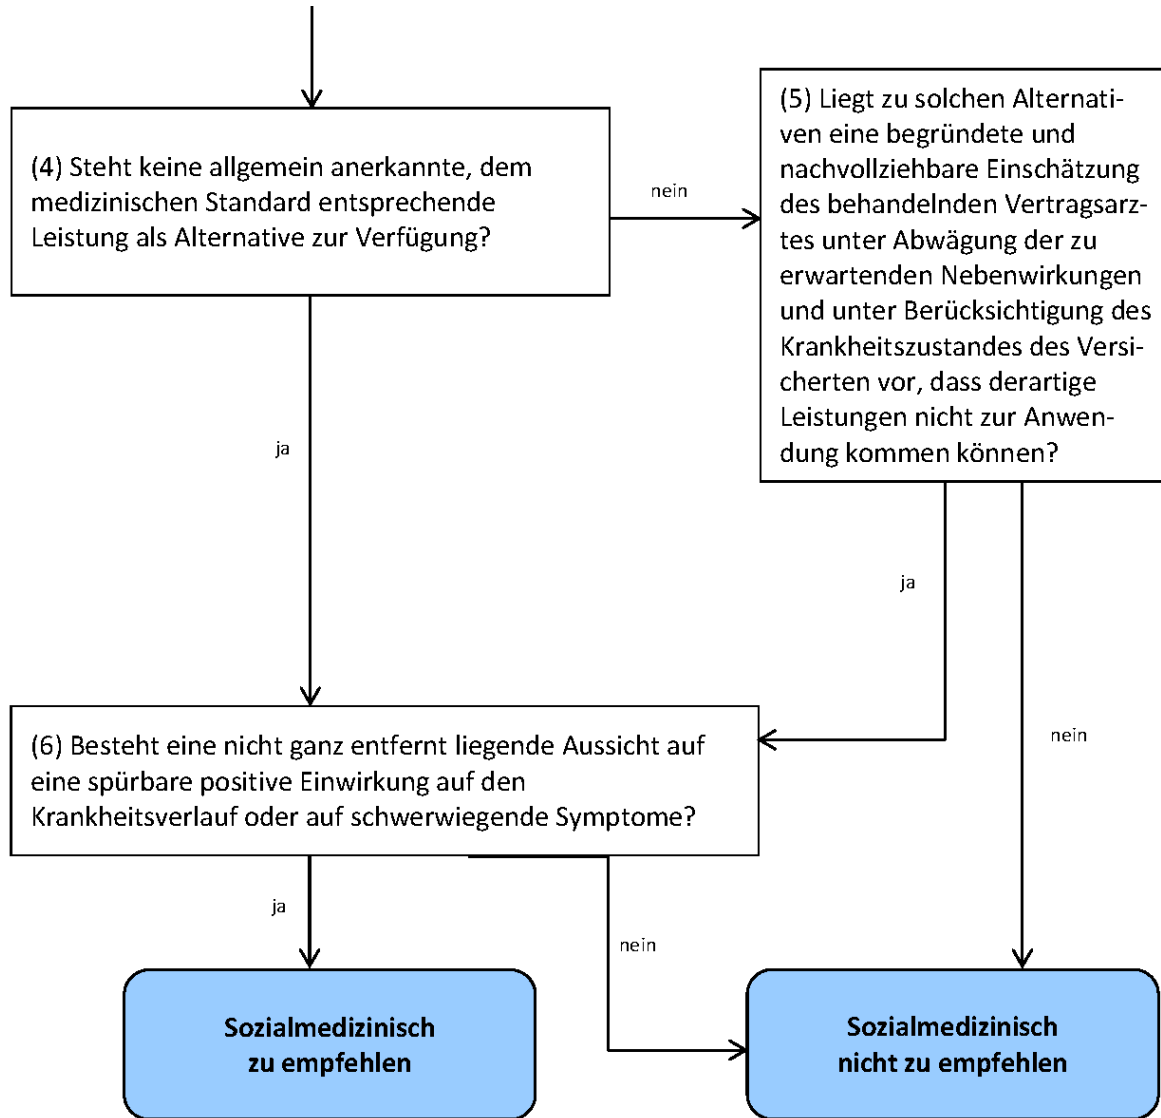 (4) Steht keine allgemein anerkannte, dem
medizinischen Standard entsprechende
Leistung als Alternative zur Verfügung?
nein
(5) Liegt zu solchen Alternati-
ven eine begründete und
nachvollziehbare Einschätzung
des behandelnden Vertragsarz-
tes unter Abwägung der zu
erwartenden Nebenwirkungen
und unter Berücksichtigung des
Krankheitszustandes des Versi-
cherten vor, dass derartige
Leistungen nicht zur Anwen-
dung kommen können?
ja
ja
nein
(6) Besteht eine nicht ganz entfernt liegende Aussicht auf
eine spürbare positive Einwirkung auf den
Krankheitsverlauf oder auf schwerwiegende Symptome?
ja
nein
Sozialmedizinisch
zu empfehlen
Sozialmedizinisch
nicht zu empfehlen